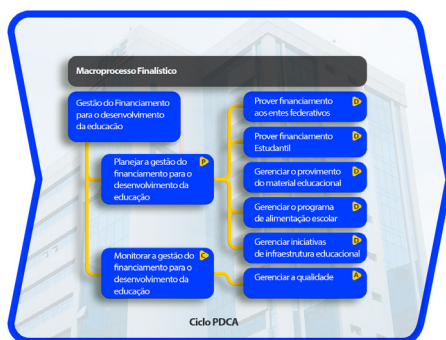 Macroprocesso Finalístico
Gestão do Financiamento
para o desenvolvimento
da educacão
Planejar a gestão do
financiamento para o
desenvolvimento da
educação
P
Monitorar a gestão do
financiamento para o
desenvolvimento da
educação
C
Prover financiamento
aos entes federativos
D
Prover financiamento
Estudantil
D
Gerenciar o provimento
do material educacional
D
Gerenciar o programa
de alimentação escolar
D
Gerenciar iniciativas
de infraestrutura educacional
D
Gerenciar a qualidade
A
Ciclo PDCA